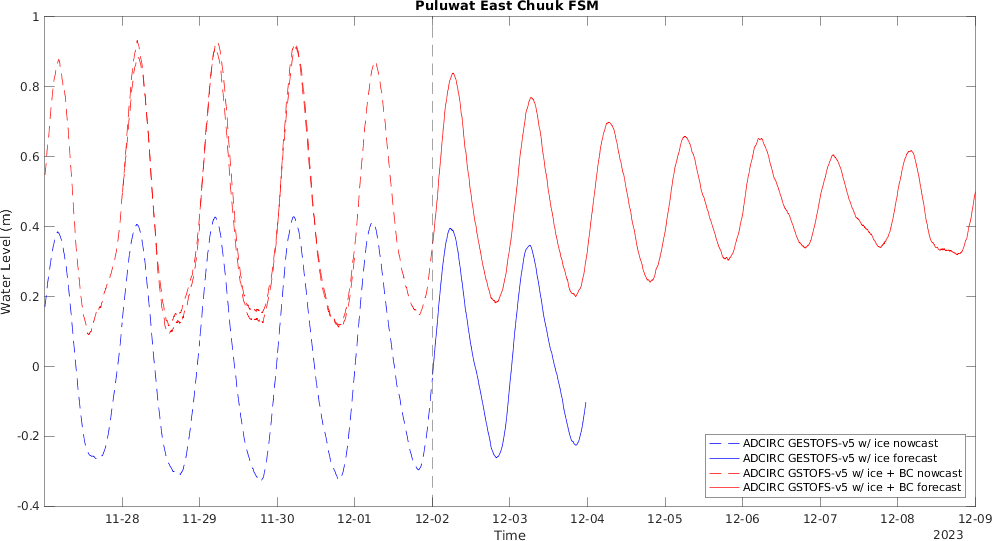 Puluwat East Chuuk FSM
1
0.8
0.6
0.4
0.2
0
-0.2
-0.4
Water Level (m)
ADCIRC GESTOFS-v5 w/ ice nowcast
ADCIRC GESTOFS-v5 w/ ice forecast
ADCIRC GSTOFS-v5 w/ ice + BC nowcast
ADCIRC GSTOFS-v5 w/ ice + BC forecast
11-28 11-29 11-30 12-01 12-02 12-03 12-04 12-05 12-06 12-07 12-08 12-09
Time
2023